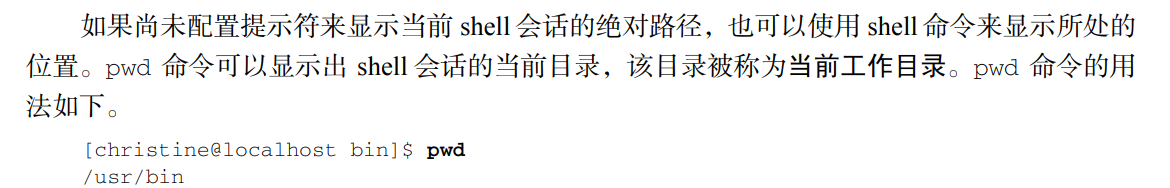 如果尚未配置提示符来显示当前 shell 会话的绝对路径，也可以使用 shell 命令来显示所处的
位置。pwd 命令可以显示出 shell 会话的当前目录，该目录被称为当前工作目录。pwd 命令的用
法如下。
[christine@localhost bin]$ pwd
/usr/bin